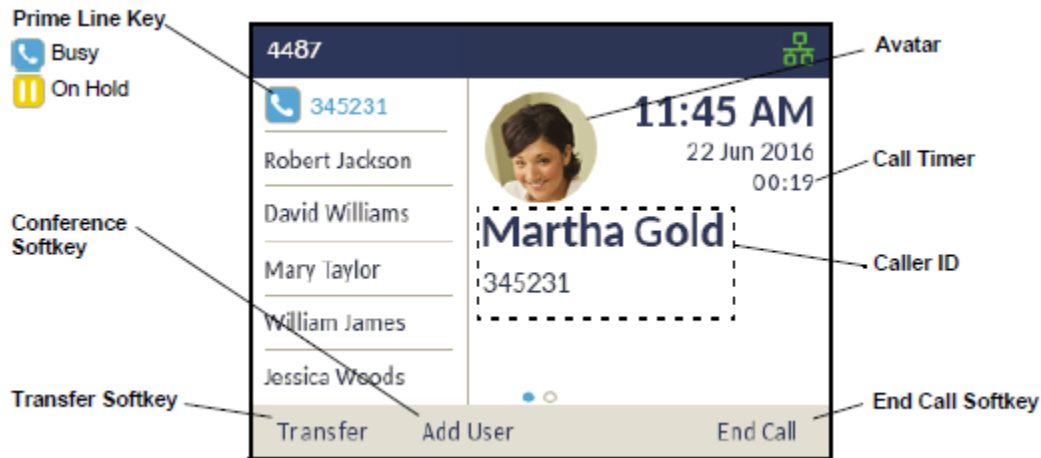 Prime Line Key
Busy
On Hold
4487
345231
Robert Jackson
David Williams
Mary Taylor
William James
Jessica Woods
11:45 AM
22 Jun 2016
00:19
Martha Gold
345231
Transfer
Add User
End Call
Conference
Softkey
Transfer Softkey
Avatar
Call Timer
Caller ID
End Call Softkey